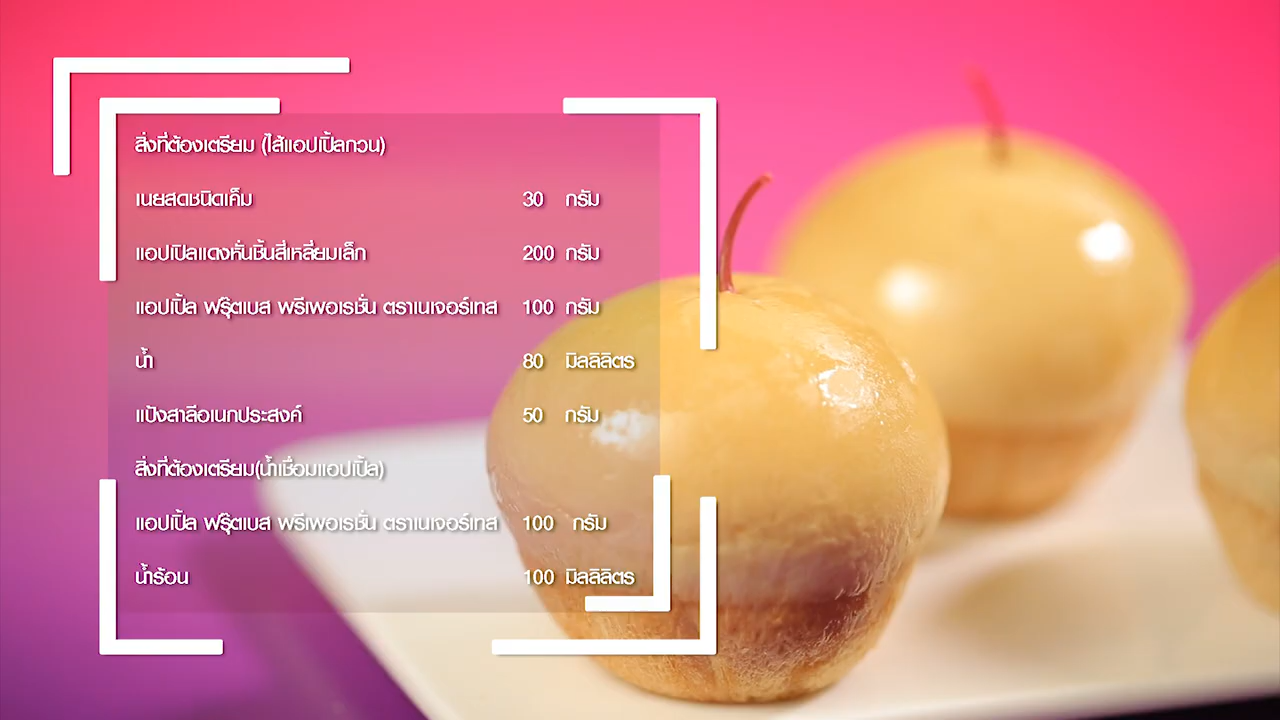 สิ่งที่ต้องเตรียม (ไส้แอปเปิ้ลกวน)
เนยสดชนิดเค็ม 30 กรัม
แอปเปิลแดงหั่นชิ้นสี่เหลี่ยมเล็ก 200 กรัม
แอปเปิ้ล ฟรุ๊ตเบส พรีเพอเรชั่น ตราเนเจอร์เทส 100 กรัม
น้ำ 80 มิลลิลิตร
แป้งสาลีอเนกประสงค์ 50 กรัม
สิ่งที่ต้องเตรียม(น้ำเชื่อมแอปเปิ้ล)
แอปเปิ้ล ฟรุ๊ตเบส พรีเพอเรชั่น ตราเนเจอร์เทส 100 กรัม
น้ำร้อน 100 มิลลิลิตร